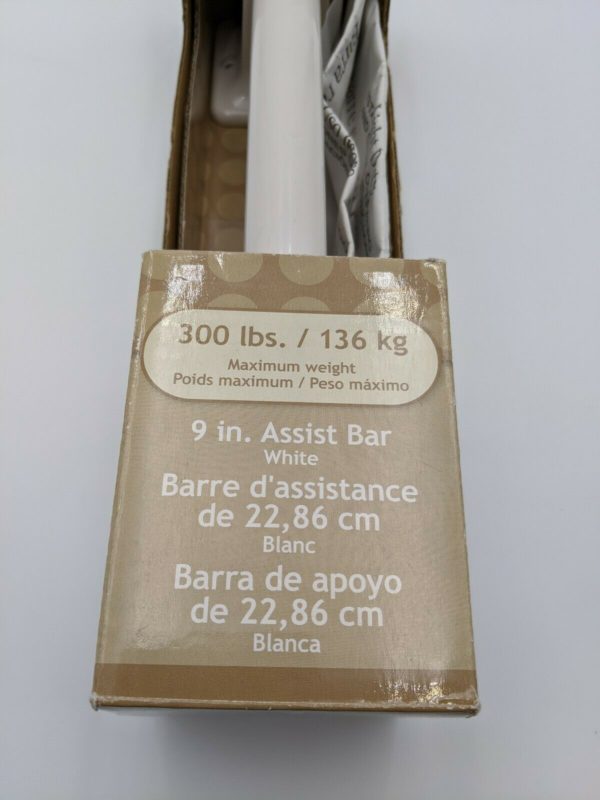 300 lbs. / 136 kg
Maximum weight
Poids maximum / Peso máximo
9 in. Assist Bar
White
Barre d'assistance
de 22,86 cm
Blanc
Barra de apoyo
de 22,86 cm
Blanca